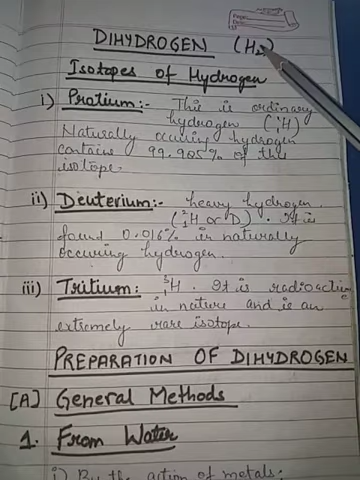 DIHYDROGEN (H₂)
Isotopes of Hydrogen
i) Protium:- This is ordinary
hydrogen (¹₁H)
Naturally occuring hydrogen
contains 99.985% of this
isotope.
ii) Deuterium:- heavy hydrogen.
(²₁H or D). It is
found 0.016% in naturally
occuring hydrogen.
iii) Tritium: ³₁H. It is radioactive
in nature and is an
extremely rare isotope.
PREPARATION OF DIHYDROGEN
[A] General Methods
1. From Water
i) By the action of metals: